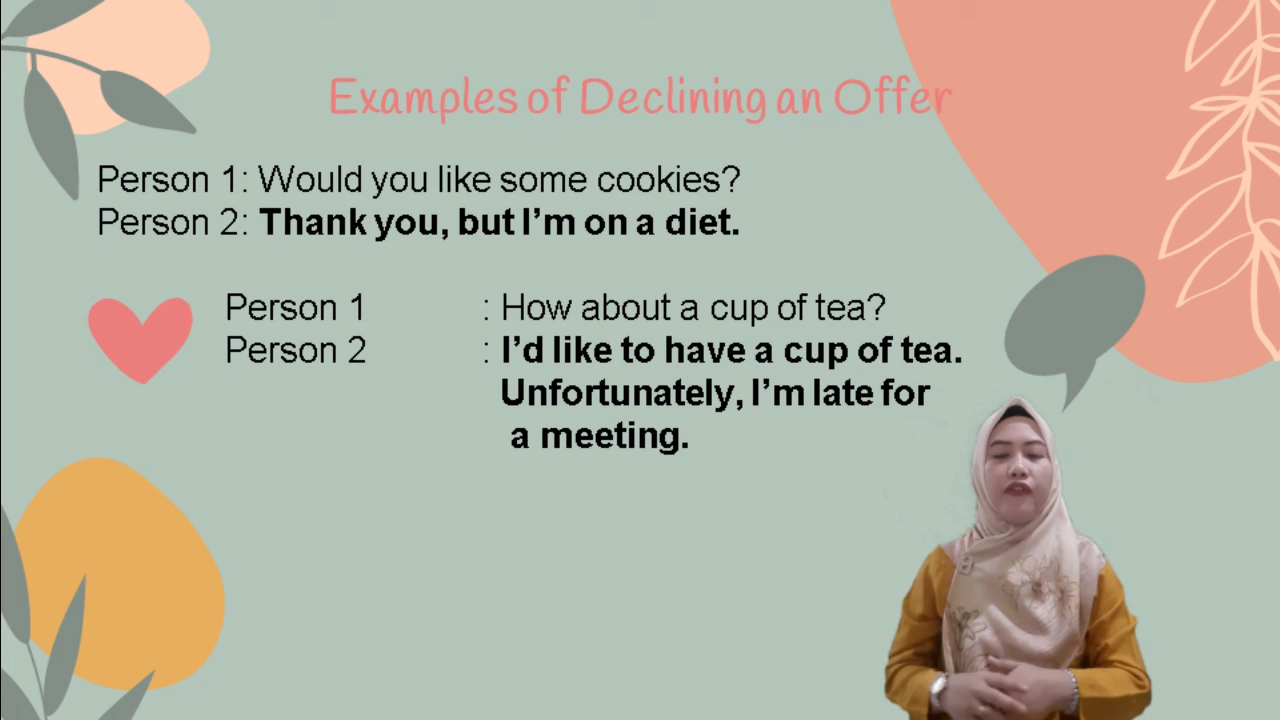 Examples of Declining an Offer
Person 1: Would you like some cookies?
Person 2: Thank you, but I’m on a diet.
Person 1 : How about a cup of tea?
Person 2 : I’d like to have a cup of tea.
Unfortunately, I’m late for
a meeting.